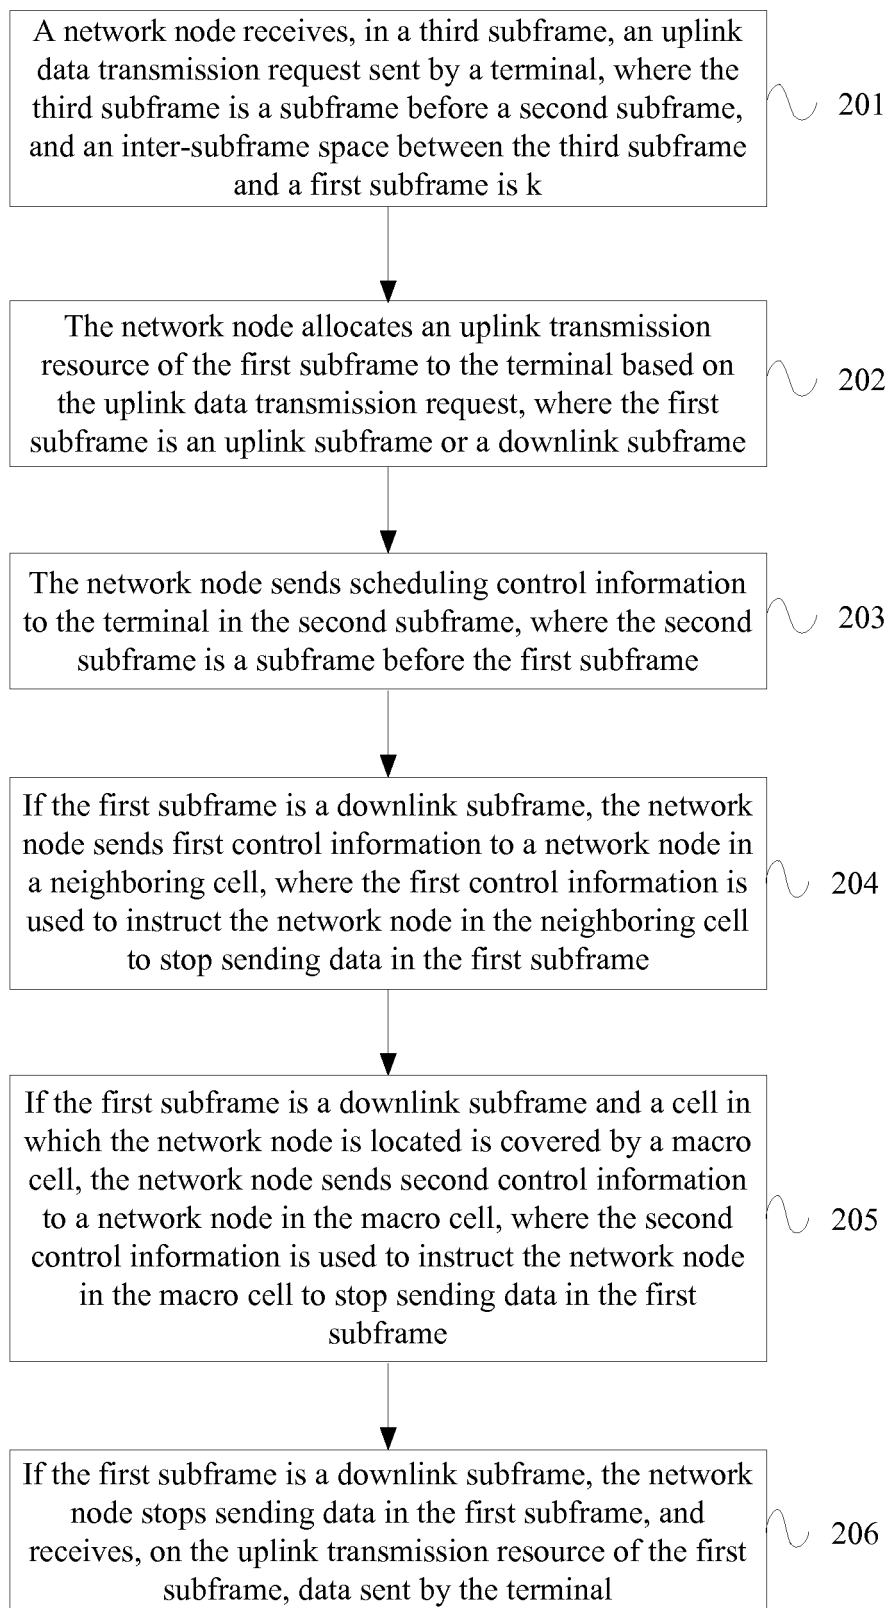 A network node receives, in a third subframe, an uplink
data transmission request sent by a terminal, where the
third subframe is a subframe before a second subframe,
and an inter-subframe space between the third subframe
and a first subframe is k
201
The network node allocates an uplink transmission
resource of the first subframe to the terminal based on
the uplink data transmission request, where the first
subframe is an uplink subframe or a downlink subframe
202
The network node sends scheduling control information
to the terminal in the second subframe, where the second
subframe is a subframe before the first subframe
203
If the first subframe is a downlink subframe, the network
node sends first control information to a network node in
a neighboring cell, where the first control information is
used to instruct the network node in the neighboring cell
to stop sending data in the first subframe
204
If the first subframe is a downlink subframe and a cell in
which the network node is located is covered by a macro
cell, the network node sends second control information
to a network node in the macro cell, where the second
control information is used to instruct the network node
in the macro cell to stop sending data in the first
subframe
205
If the first subframe is a downlink subframe, the network
node stops sending data in the first subframe, and
receives, on the uplink transmission resource of the first
subframe, data sent by the terminal
206